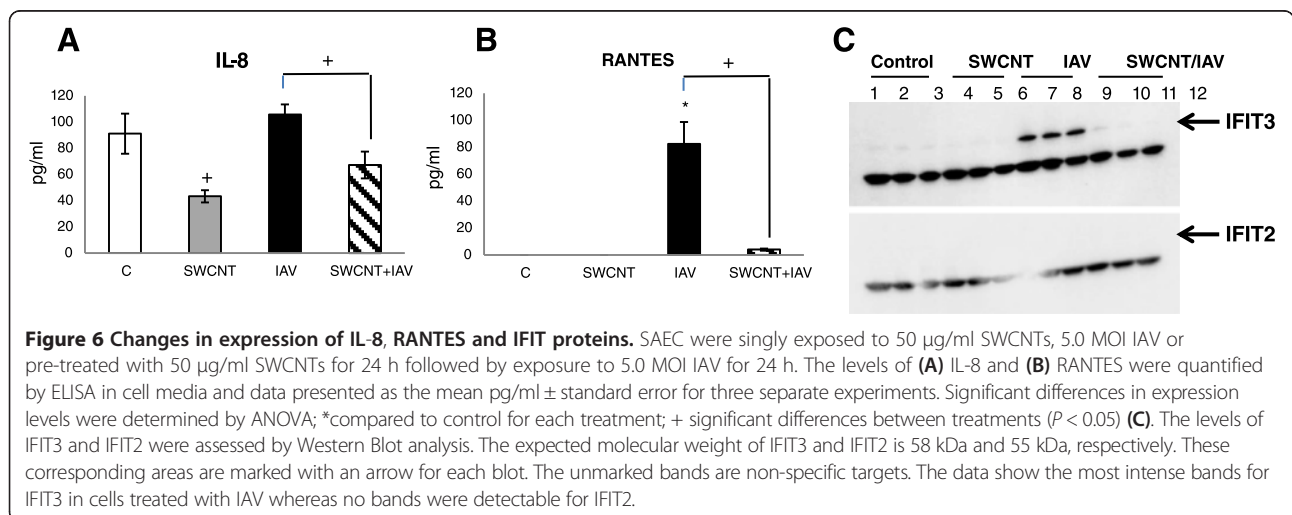 A
IL-8
+
120
100
80
60
40
20
0
pg/ml
+
C
SWCNT
IAV
SWCNT+IAV
B
RANTES
+
120
100
80
60
40
20
0
pg/ml
*
C
SWCNT
IAV
SWCNT+IAV
C
Control SWCNT IAV SWCNT/IAV
1 2 3 4 5 6 7 8 9 10 11 12
IFIT3
IFIT2
Figure 6 Changes in expression of IL-8, RANTES and IFIT proteins. SAEC were singly exposed to 50 μg/ml SWCNTs, 5.0 MOI IAV or
pre-treated with 50 μg/ml SWCNTs for 24 h followed by exposure to 5.0 MOI IAV for 24 h. The levels of (A) IL-8 and (B) RANTES were quantified
by ELISA in cell media and data presented as the mean pg/ml ± standard error for three separate experiments. Significant differences in expression
levels were determined by ANOVA; *compared to control for each treatment; + significant differences between treatments (P < 0.05) (C). The levels of
IFIT3 and IFIT2 were assessed by Western Blot analysis. The expected molecular weight of IFIT3 and IFIT2 is 58 kDa and 55 kDa, respectively. These
corresponding areas are marked with an arrow for each blot. The unmarked bands are non-specific targets. The data show the most intense bands for
IFIT3 in cells treated with IAV whereas no bands were detectable for IFIT2.